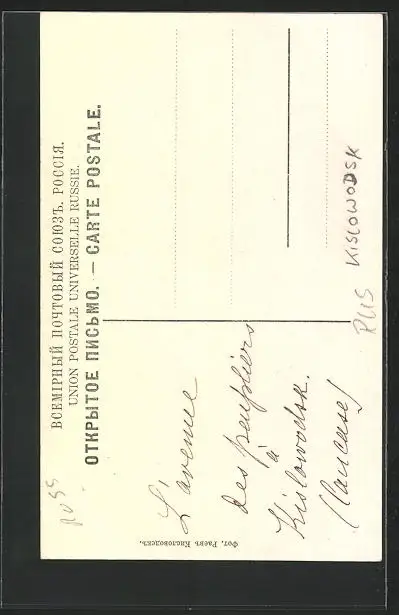 ВСЕМІРНЫЙ ПОЧТОВЫЙ СОЮЗЪ. РОССІЯ.
UNION POSTALE UNIVERSELLE RUSSIE.
ОТКРЫТОЕ ПИСЬМО. — CARTE POSTALE.
RUSS
L'avenue
des peupliers
à
Kislowodsk.
(Caucase)
RUS KISLOWODSK
Фот. Раевъ Кисловодскъ.